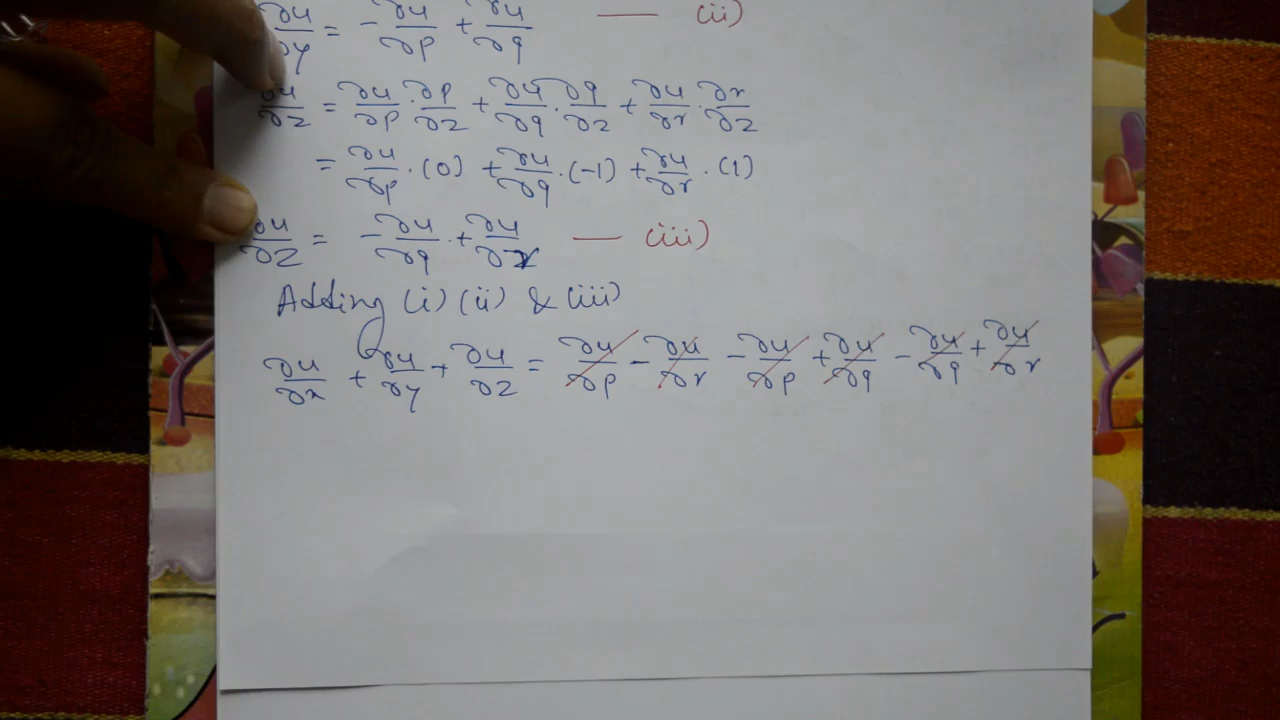 ∂u/∂y = - ∂u/∂p + ∂u/∂q — (ii)
∂u/∂z = ∂u/∂p · ∂p/∂z + ∂u/∂q · ∂q/∂z + ∂u/∂r · ∂r/∂z
= ∂u/∂p · (0) + ∂u/∂q · (-1) + ∂u/∂r · (1)
∂u/∂z = - ∂u/∂q + ∂u/∂r — (iii)
Adding (i) (ii) & (iii)
∂u/∂x + ∂u/∂y + ∂u/∂z = ∂u/∂p - ∂u/∂r - ∂u/∂p + ∂u/∂q - ∂u/∂q + ∂u/∂r